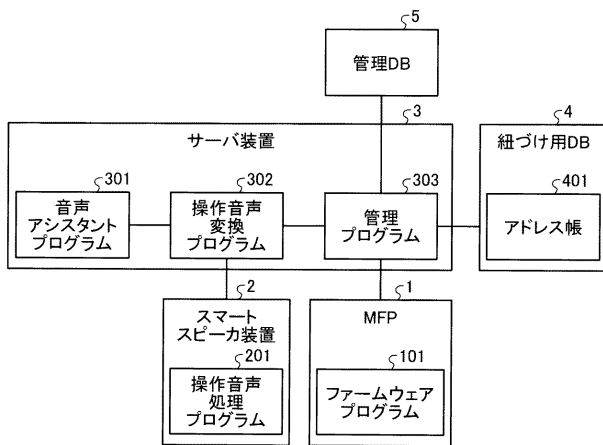 5
管理DB
3
サーバ装置
4
紐づけ用DB
301
音声
アシスタント
プログラム
302
操作音声
変換
プログラム
303
管理
プログラム
401
アドレス帳
2
スマート
スピーカ装置
201
操作音声
処理
プログラム
1
MFP
101
ファームウェア
プログラム